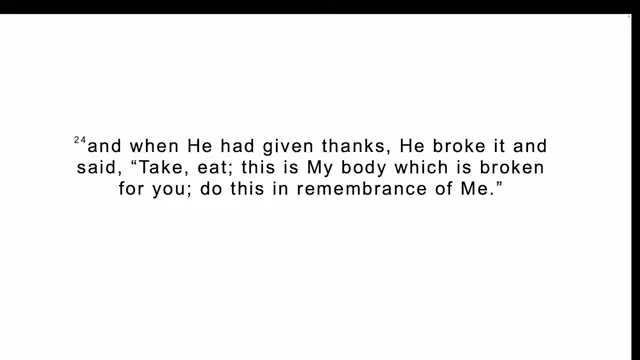 24and when He had given thanks, He broke it and
said, “Take, eat; this is My body which is broken
for you; do this in remembrance of Me.”